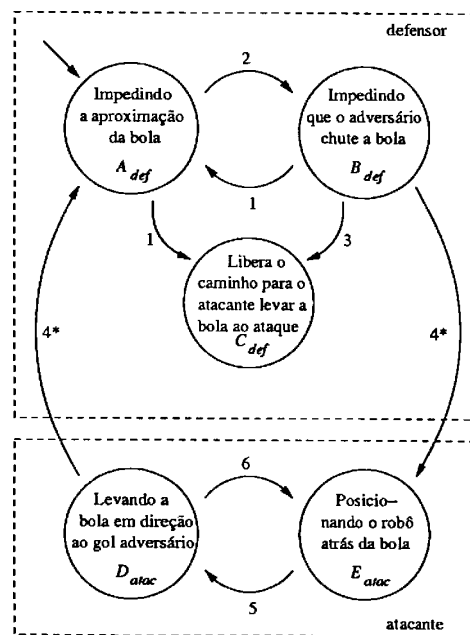 defensor
2
Impedindo
a aproximação
da bola
A def
Impedindo
que o adversário
chute a bola
B def
1
1
3
Libera o
caminho para o
atacante levar a
bola ao ataque
C def
4*
4*
6
Levando a
bola em direção
ao gol adversário
D atac
Posicio-
nando o robô
atrás da bola
E atac
5
atacante